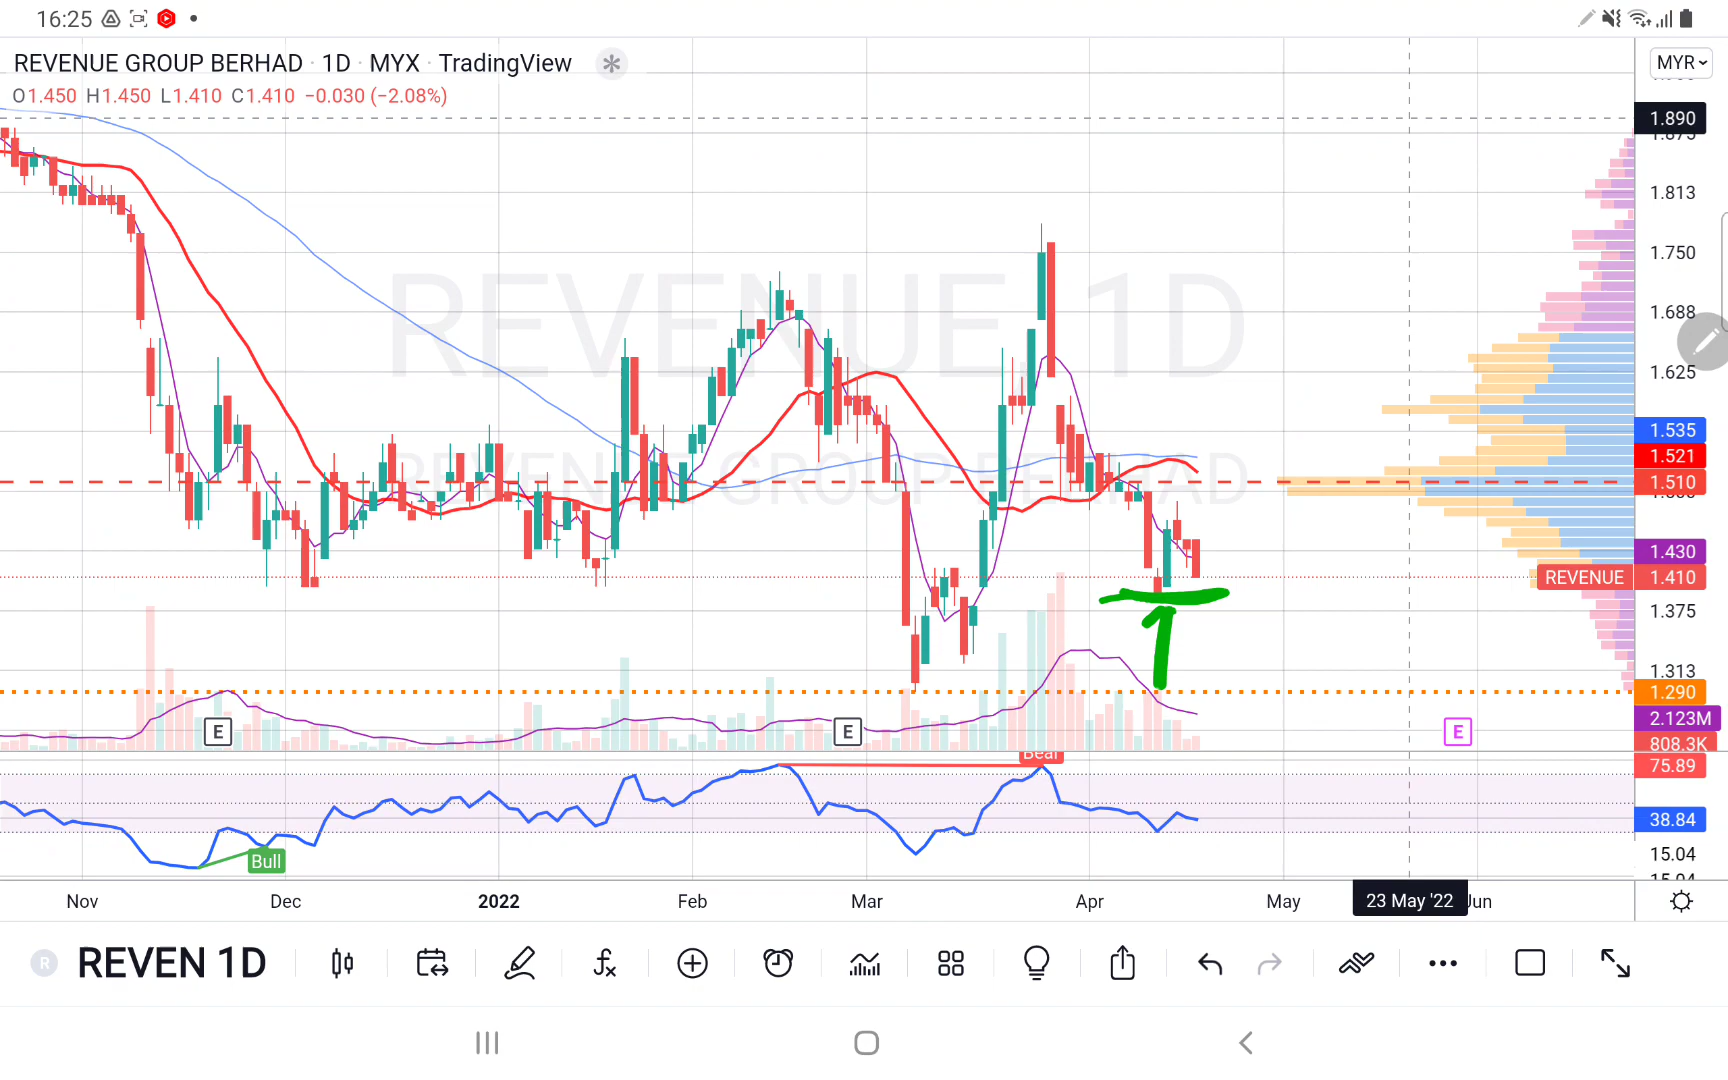 16:25
REVENUE GROUP BERHAD · 1D · MYX · TradingView
MYR
O1.450 H1.450 L1.410 C1.410 −0.030 (−2.08%)
1.890
1.875
1.813
1.750
1.688
1.625
1.535
1.521
1.510
1.430
REVENUE 1.410
1.375
1.313
1.290
2.123M
808.3K
75.89
38.84
15.04
15.04
REVENUE, 1D
REVENUE GROUP BERHAD
E
E
E
Bear
Bull
Nov Dec 2022 Feb Mar Apr May 23 May '22 Jun
R REVEN 1D